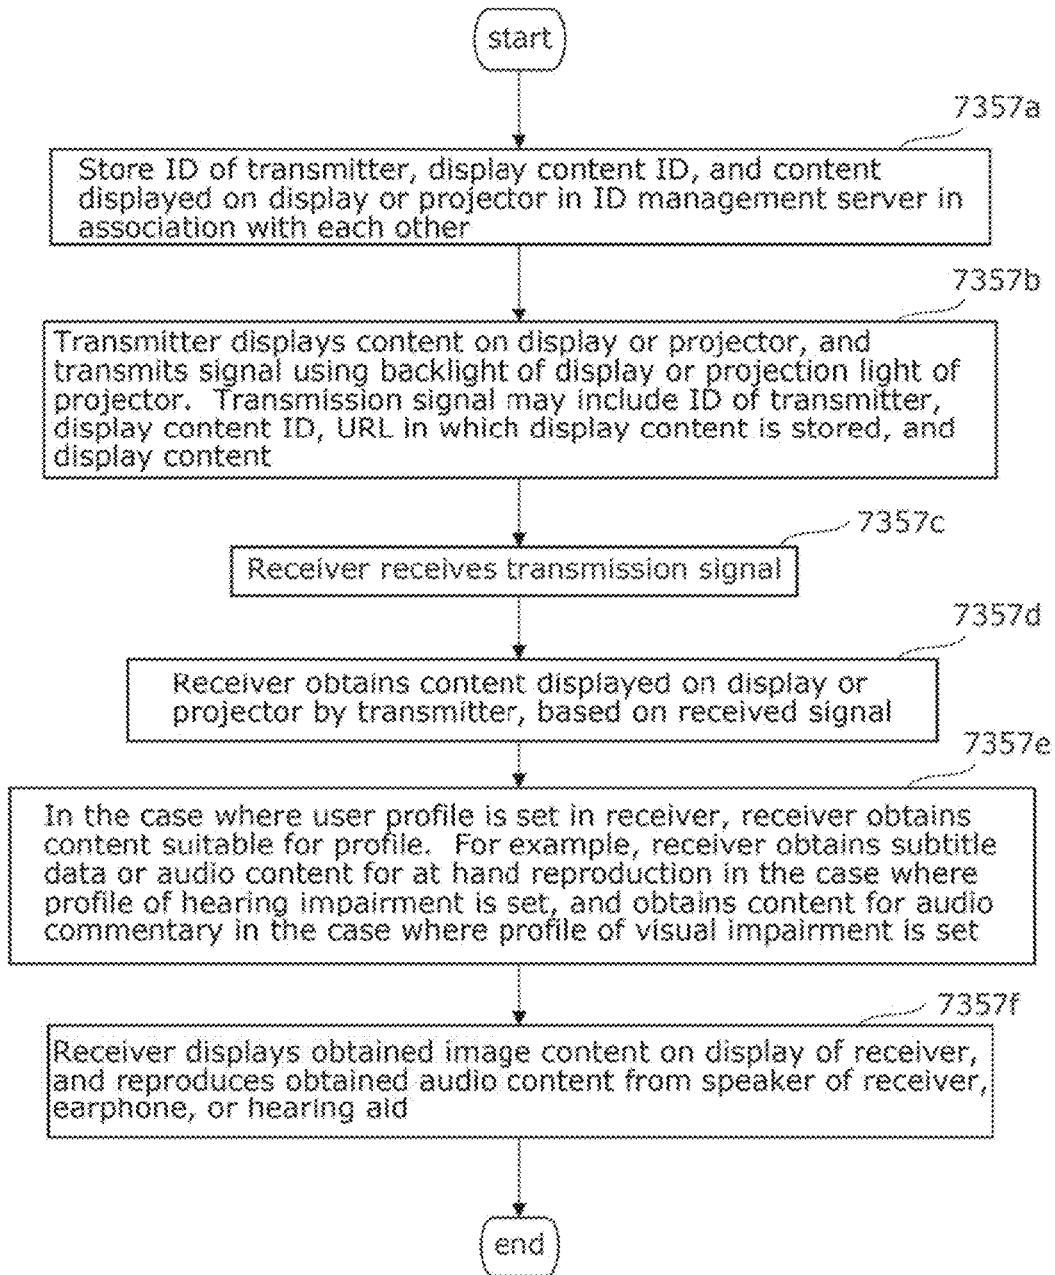 start
7357a
Store ID of transmitter, display content ID, and content
displayed on display or projector in ID management server in
association with each other
7357b
Transmitter displays content on display or projector, and
transmits signal using backlight of display or projection light of
projector.  Transmission signal may include ID of transmitter,
display content ID, URL in which display content is stored, and
display content
7357c
Receiver receives transmission signal
7357d
Receiver obtains content displayed on display or
projector by transmitter, based on received signal
7357e
In the case where user profile is set in receiver, receiver obtains
content suitable for profile.  For example, receiver obtains subtitle
data or audio content for at hand reproduction in the case where
profile of hearing impairment is set, and obtains content for audio
commentary in the case where profile of visual impairment is set
7357f
Receiver displays obtained image content on display of receiver,
and reproduces obtained audio content from speaker of receiver,
earphone, or hearing aid
end